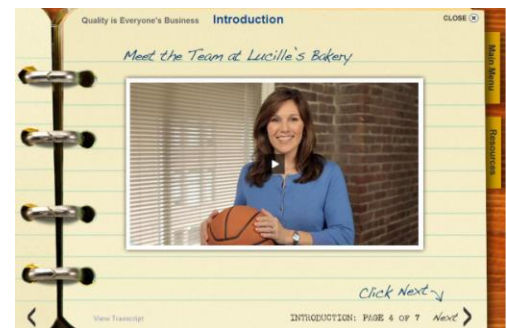 Quality is Everyone's Business Introduction CLOSE
Meet the Team at Lucille's Bakery
Main Menu
Resources
Click Next
View Transcript INTRODUCTION: PAGE 4 OF 7 Next